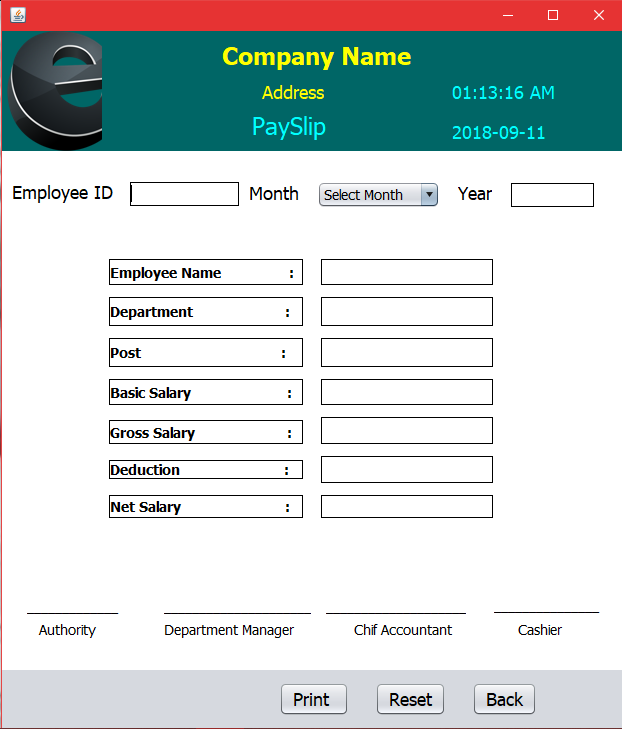 Company Name
Address
01:13:16 AM
PaySlip
2018-09-11
Employee ID Month Select Month Year
Employee Name :
Department :
Post :
Basic Salary :
Gross Salary :
Deduction :
Net Salary :
Authority Department Manager Chif Accountant Cashier
Print Reset Back